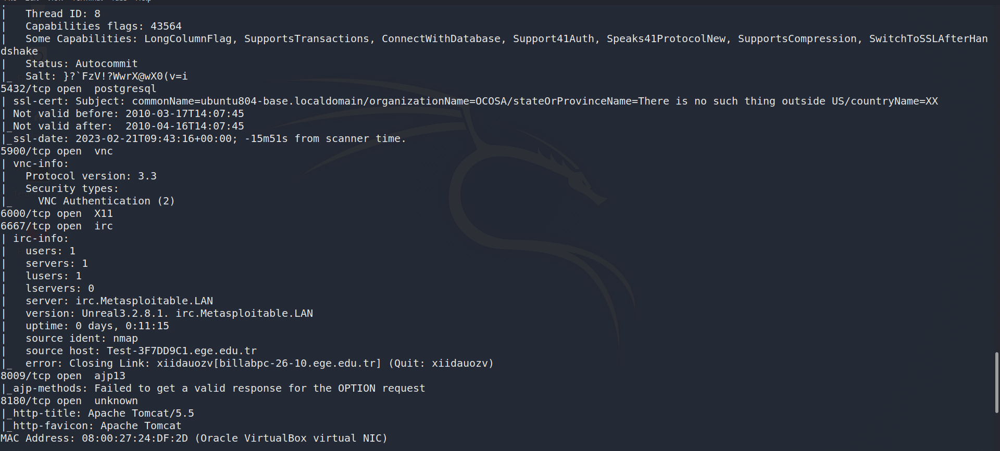 |   Thread ID: 8
|   Capabilities flags: 43564
|   Some Capabilities: LongColumnFlag, SupportsTransactions, ConnectWithDatabase, Support41Auth, Speaks41ProtocolNew, SupportsCompression, SwitchToSSLAfterHan
dshake
|   Status: Autocommit
|_  Salt: }?`FzV!?WwrX@wX0(v=i
5432/tcp open  postgresql
| ssl-cert: Subject: commonName=ubuntu804-base.localdomain/organizationName=OCOSA/stateOrProvinceName=There is no such thing outside US/countryName=XX
| Not valid before: 2010-03-17T14:07:45
|_Not valid after:  2010-04-16T14:07:45
|_ssl-date: 2023-02-21T09:43:16+00:00; -15m51s from scanner time.
5900/tcp open  vnc
| vnc-info:
|   Protocol version: 3.3
|   Security types:
|_    VNC Authentication (2)
6000/tcp open  X11
6667/tcp open  irc
| irc-info:
|   users: 1
|   servers: 1
|   lusers: 1
|   lservers: 0
|   server: irc.Metasploitable.LAN
|   version: Unreal3.2.8.1. irc.Metasploitable.LAN
|   uptime: 0 days, 0:11:15
|   source ident: nmap
|   source host: Test-3F7DD9C1.ege.edu.tr
|_  error: Closing Link: xiidauozv[billabpc-26-10.ege.edu.tr] (Quit: xiidauozv)
8009/tcp open  ajp13
|_ajp-methods: Failed to get a valid response for the OPTION request
8180/tcp open  unknown
|_http-title: Apache Tomcat/5.5
|_http-favicon: Apache Tomcat
MAC Address: 08:00:27:24:DF:2D (Oracle VirtualBox virtual NIC)